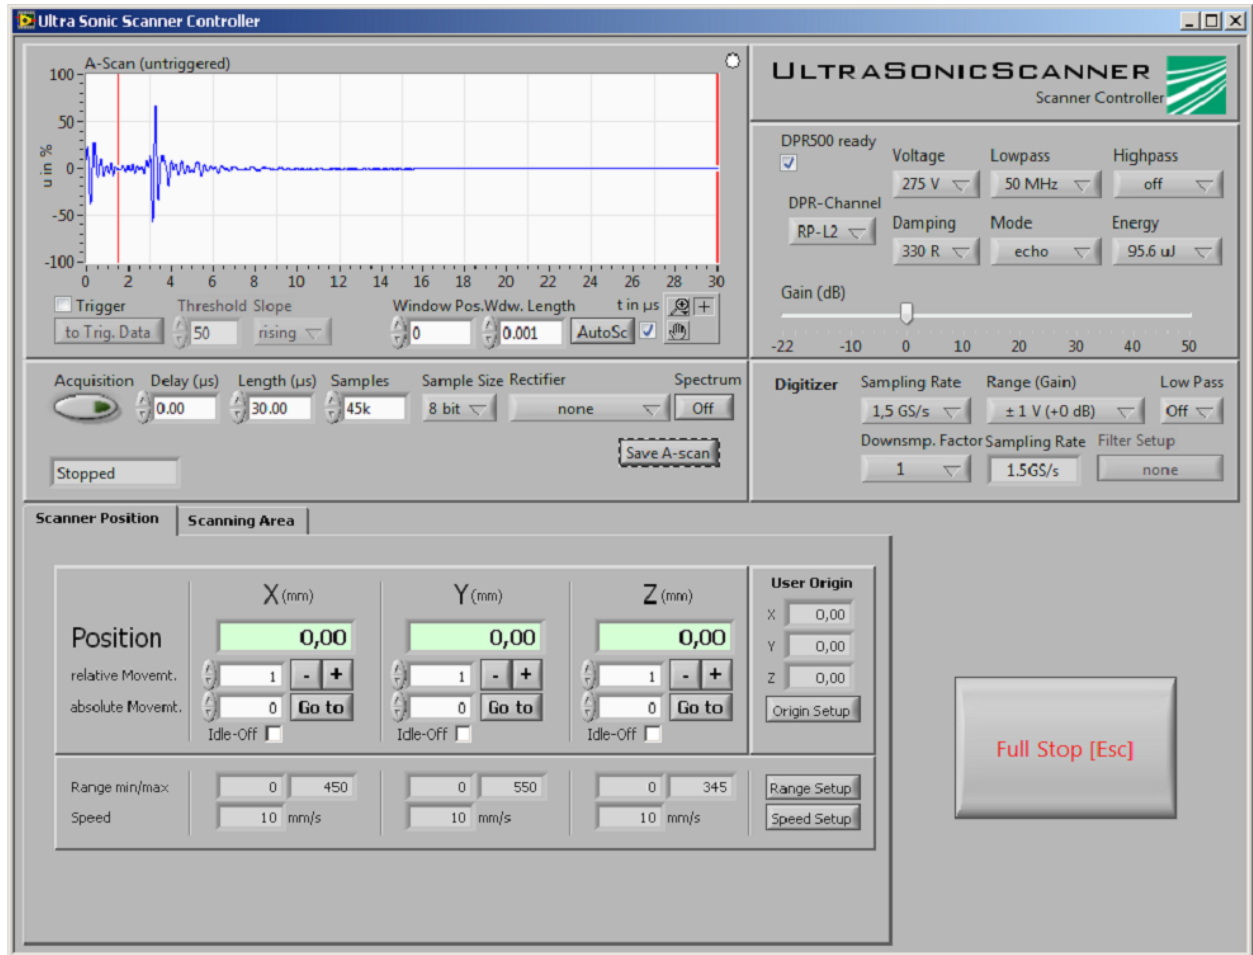 Ultra Sonic Scanner Controller
A-Scan (untriggered)
100
50
0
-50
-100
u in %
0 2 4 6 8 10 12 14 16 18 20 22 24 26 28 30
t in µs
Trigger Threshold Slope Window Pos. Wdw. Length
to Trig. Data 50 rising 0 0.001 AutoSc
ULTRASONICSCANNER
Scanner Controller
DPR500 ready
Voltage Lowpass Highpass
275 V 50 MHz off
DPR-Channel
RP-L2
Damping Mode Energy
330 R echo 95.6 uJ
Gain (dB)
-22 -10 0 10 20 30 40 50
Acquisition Delay (µs) Length (µs) Samples Sample Size Rectifier Spectrum
0.00 30.00 45k 8 bit none Off
Save A-scan
Stopped
Digitizer Sampling Rate Range (Gain) Low Pass
1,5 GS/s ± 1 V (+0 dB) Off
Downsmp. Factor Sampling Rate Filter Setup
1 1.5GS/s none
Scanner Position Scanning Area
X (mm) Y (mm) Z (mm)
Position 0,00 0,00 0,00
relative Movemt. 1 - + 1 - + 1 - +
absolute Movemt. 0 Go to 0 Go to 0 Go to
Idle-Off Idle-Off Idle-Off
User Origin
X 0,00
Y 0,00
Z 0,00
Origin Setup
Range min/max 0 450 0 550 0 345 Range Setup
Speed 10 mm/s 10 mm/s 10 mm/s Speed Setup
Full Stop [Esc]